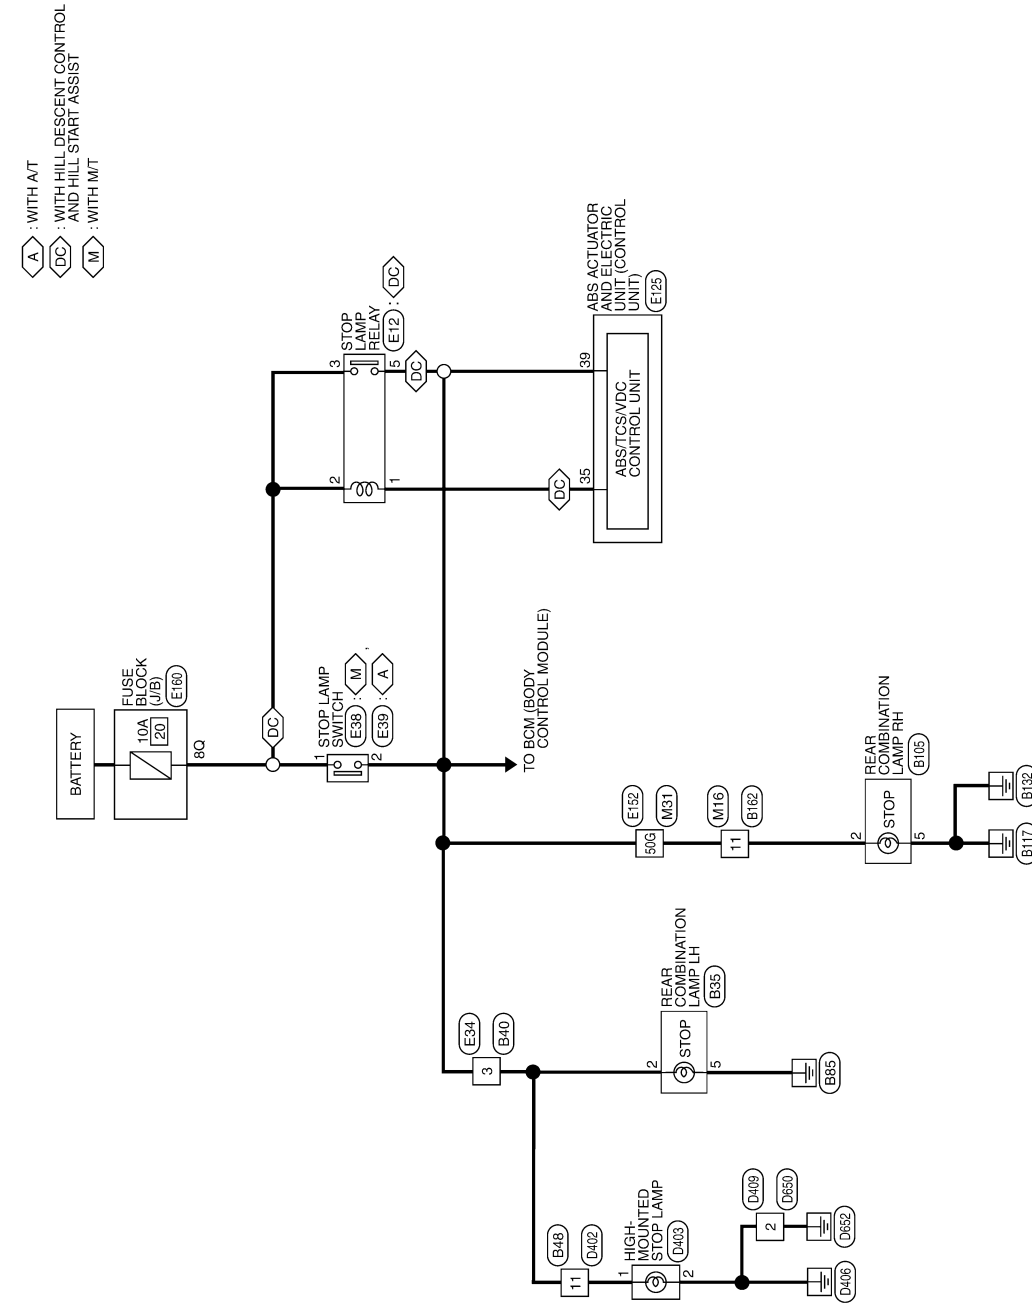 A : WITH A/T
DC : WITH HILL DESCENT CONTROL
AND HILL START ASSIST
M : WITH M/T
BATTERY
FUSE
BLOCK
(J/B)
E160
10A
20
8Q
DC
STOP LAMP
SWITCH
E38 : M ,
E39 : A
1
2
STOP
LAMP
RELAY
E12 : DC
2
3
1
5
DC
DC
35
39
ABS ACTUATOR
AND ELECTRIC
UNIT (CONTROL
UNIT)
E125
ABS/TCS/VDC
CONTROL UNIT
TO BCM (BODY
CONTROL MODULE)
E152
M31
50G
M16
B162
11
REAR
COMBINATION
LAMP RH
B105
2
STOP
5
B117
B132
E34
B40
3
REAR
COMBINATION
LAMP LH
B35
2
STOP
5
B85
B48
D402
11
HIGH-
MOUNTED
STOP LAMP
D403
1
2
D409
D650
2
D406
D652